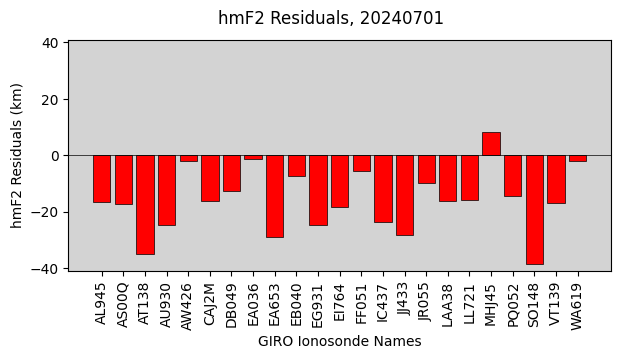 hmF2 Residuals, 20240701
40
20
0
−20
−40
hmF2 Residuals (km)
AL945
AS00Q
AT138
AU930
AW426
CAJ2M
DB049
EA036
EA653
EB040
EG931
EI764
FF051
IC437
JJ433
JR055
LAA38
LL721
MHJ45
PQ052
SO148
VT139
WA619
GIRO Ionosonde Names